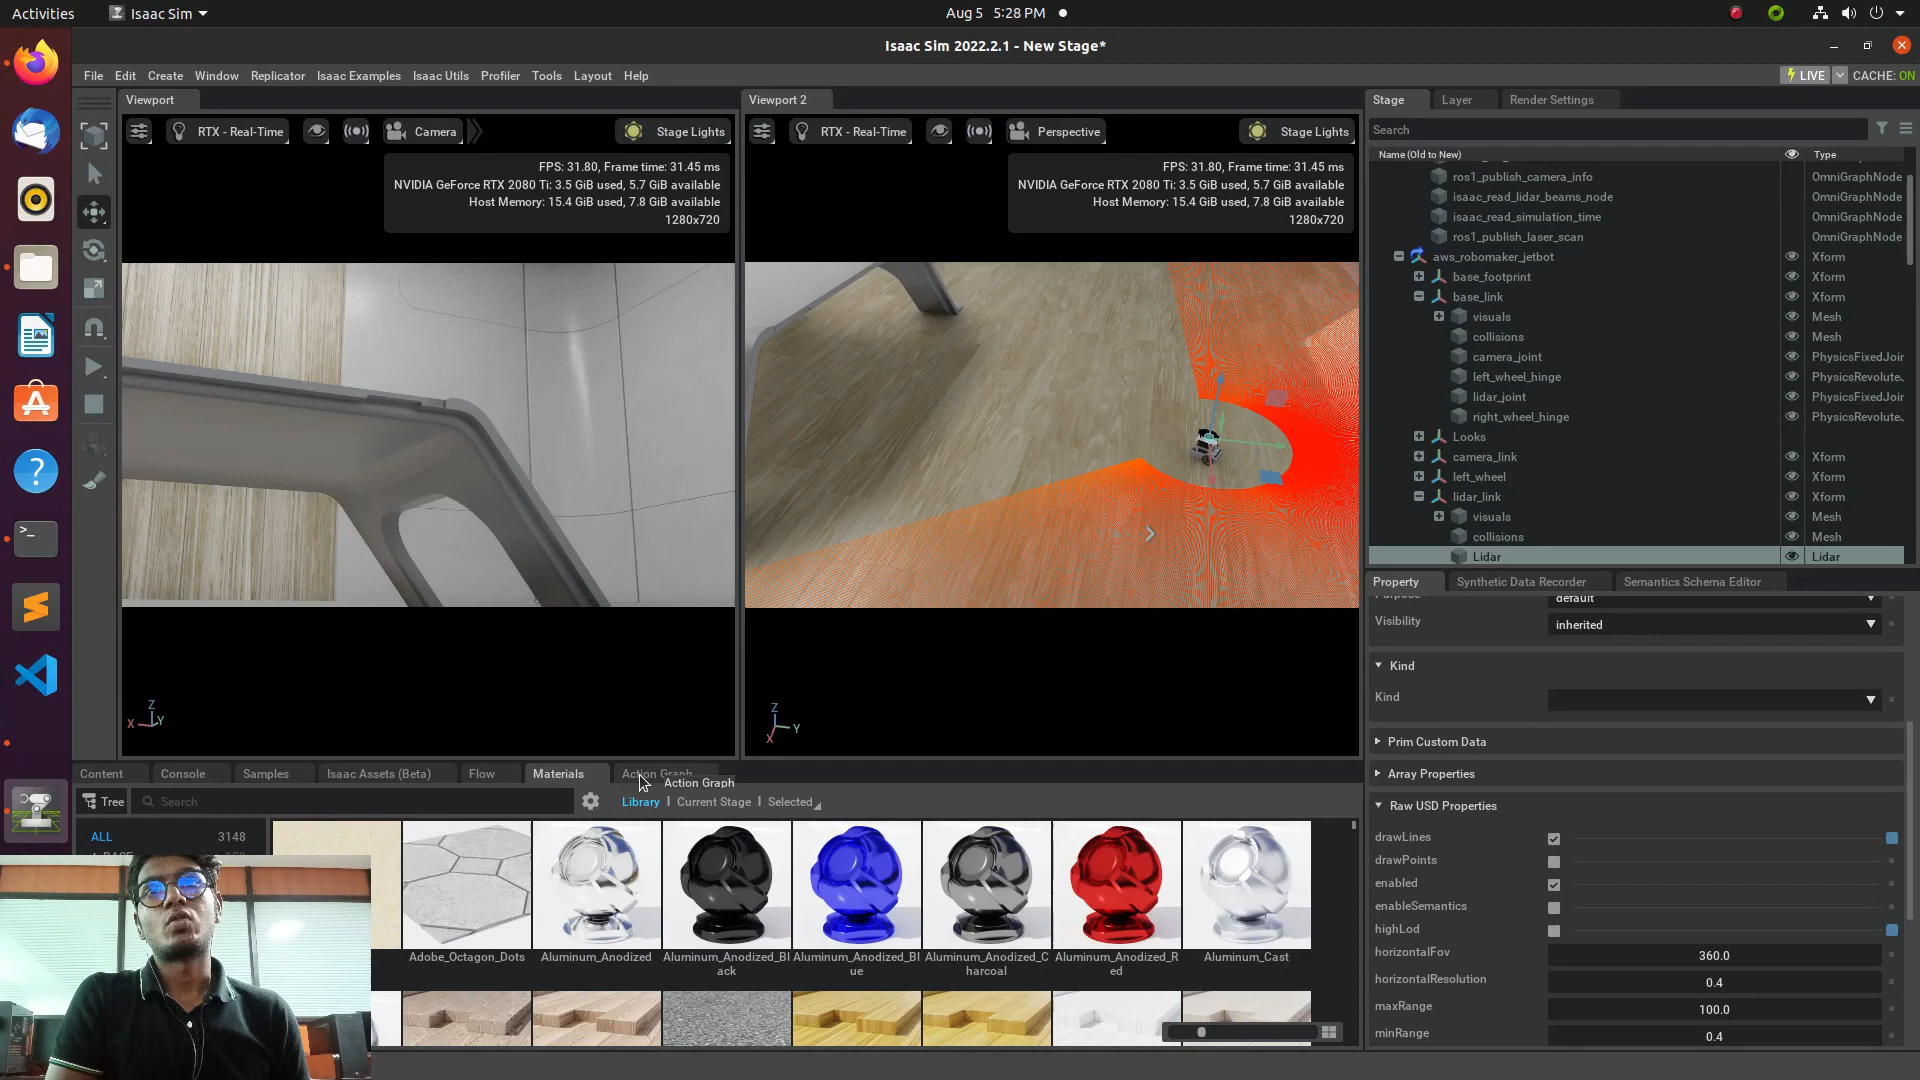 Activities
Isaac Sim
Aug 5 5:28 PM
Isaac Sim 2022.2.1 - New Stage*
File Edit Create Window Replicator Isaac Examples Isaac Utils Profiler Tools Layout Help
LIVE CACHE: ON
Viewport
RTX - Real-Time
Camera
Stage Lights
FPS: 31.80, Frame time: 31.45 ms
NVIDIA GeForce RTX 2080 Ti: 3.5 GiB used, 5.7 GiB available
Host Memory: 15.4 GiB used, 7.8 GiB available
1280x720
Z
X
Y
Viewport 2
RTX - Real-Time
Perspective
Stage Lights
FPS: 31.80, Frame time: 31.45 ms
NVIDIA GeForce RTX 2080 Ti: 3.5 GiB used, 5.7 GiB available
Host Memory: 15.4 GiB used, 7.8 GiB available
1280x720
Z
Y
X
Stage Layer Render Settings
Search
Name (Old to New) Type
ros1_publish_camera_info OmniGraphNode
isaac_read_lidar_beams_node OmniGraphNode
isaac_read_simulation_time OmniGraphNode
ros1_publish_laser_scan OmniGraphNode
aws_robomaker_jetbot Xform
base_footprint Xform
base_link Xform
visuals Mesh
collisions Mesh
camera_joint PhysicsFixedJoir
left_wheel_hinge PhysicsRevolute.
lidar_joint PhysicsFixedJoir
right_wheel_hinge PhysicsRevolute.
Looks
camera_link Xform
left_wheel Xform
lidar_link Xform
visuals Mesh
collisions Mesh
Lidar Lidar
Property Synthetic Data Recorder Semantics Schema Editor
Purpose default
Visibility inherited
Kind
Kind
Prim Custom Data
Array Properties
Raw USD Properties
drawLines
drawPoints
enabled
enableSemantics
highLod
horizontalFov 360.0
horizontalResolution 0.4
maxRange 100.0
minRange 0.4
Content Console Samples Isaac Assets (Beta) Flow Materials Action Graph
Action Graph
Tree Search Library Current Stage Selected
ALL 3148
Adobe_Octagon_Dots
Aluminum_Anodized
Aluminum_Anodized_Bl
ack
Aluminum_Anodized_Bl
ue
Aluminum_Anodized_C
harcoal
Aluminum_Anodized_R
ed
Aluminum_Cast